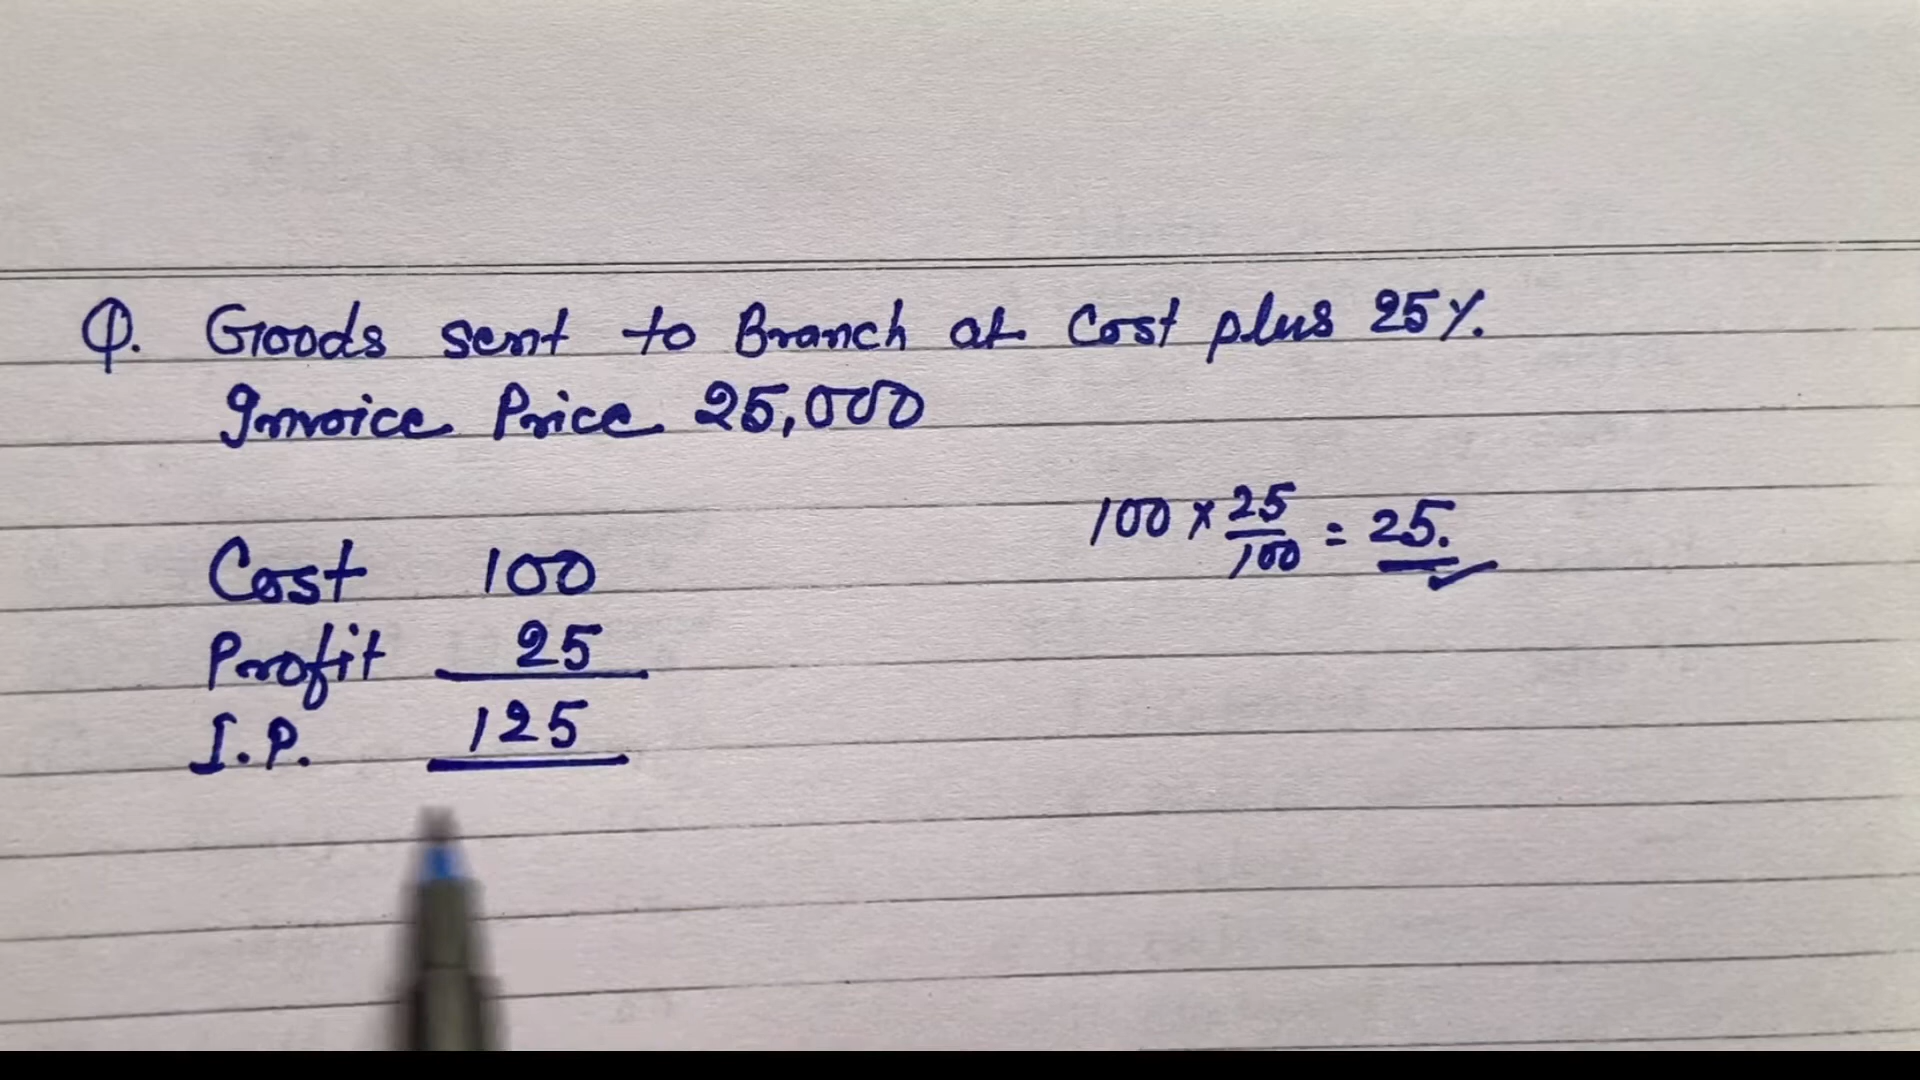 Q. Goods sent to Branch at Cost plus 25%.
Invoice Price 25,000
100 × 25/100 = 25.
Cost 100
Profit 25
I.P. 125